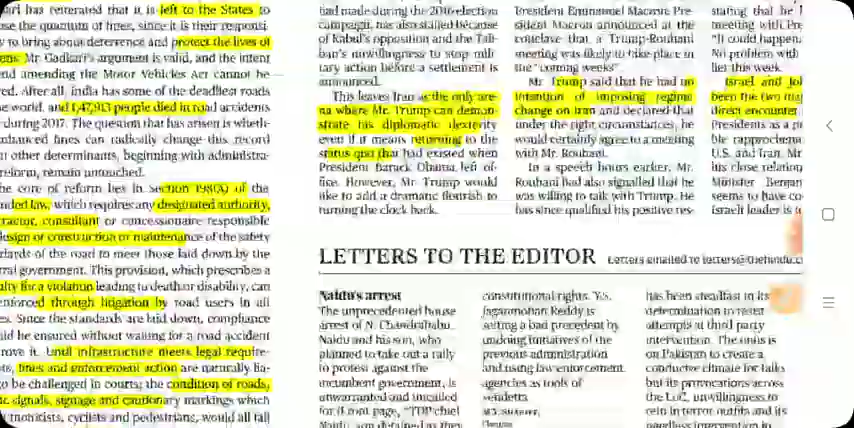 has reiterated that it is left to the States to
the quantum of fines, since it is their responsi
to bring about deterrence and protect the lives of
Mr. Gadkari's argument is valid, and the intent
amending the Motor Vehicles Act cannot be
After all, India has some of the deadliest roads
world, and 1,47,913 people died in road accidents
during 2017. The question that has arisen is wheth-
fines can radically change this record
other determinants, beginning with administra-
reform, remain untouched.
core of reform lies in Section 198(A) of the
law, which requires any designated authority,
consultant or concessionaire responsible
design or construction or maintenance of the safety
of the road to meet those laid down by the
government. This provision, which prescribes a
for a violation leading to death or disability, can
enforced through litigation by road users in all
Since the standards are laid down, compliance
be ensured without waiting for a road accident
it. Until infrastructure meets legal require-
fines and enforcement action are naturally lia-
to be challenged in courts; the condition of roads,
signals, signage and cautionary markings which
motorists, cyclists and pedestrians, would all fall
had made during the 2016 election
campaign, has also stalled because
of Kabul's opposition and the Tali-
ban's unwillingness to stop mili-
tary action before a settlement is
announced.
This leaves Iran as the only are-
na where Mr. Trump can demon-
strate his diplomatic dexterity
even if it means returning to the
status quo that had existed when
President Barack Obama left of-
fice. However, Mr. Trump would
like to add a dramatic flourish to
turning the clock back.
President Emmanuel Macron. Pre-
sident Macron announced at the
conclave that a Trump-Rouhani
meeting was likely to take place in
the "coming weeks".
Mr. Trump said that he had no
intention of imposing regime
change on Iran and declared that
under the right circumstances, he
would certainly agree to a meeting
with Mr. Rouhani.
In a speech hours earlier, Mr.
Rouhani had also signalled that he
was willing to talk with Trump. He
has since qualified his positive res-
stating that he
meeting with Pre
"It could happen.
No problem with
lier this week.
Israel and
been the two
direct encounter
Presidents as a p
ble rapprochem
U.S. and Iran. Mr
his close relation
Minister
seems to have co
Israeli leader is
LETTERS TO THE EDITOR Letters emailed to letters@thehindu.co
Naidu's arrest
The unprecedented house
arrest of N. Chandrababu
Naidu and his son, who
planned to take out a rally
to protest against the
incumbent government, is
unwarranted and uncalled
for (Front page, "TDP chief
Naidu, son detained as they
constitutional rights. Y.S.
Jaganmohan Reddy is
setting a bad precedent by
undoing initiatives of the
previous administration
and using law enforcement
agencies as tools of
vendetta
has been steadfast in its
determination to resist
attempts at third party
intervention. The onus is
on Pakistan to create a
conducive climate for talks
but its provocations across
the LoC, unwillingness to
rein in terror outfits and its
needless intervention in